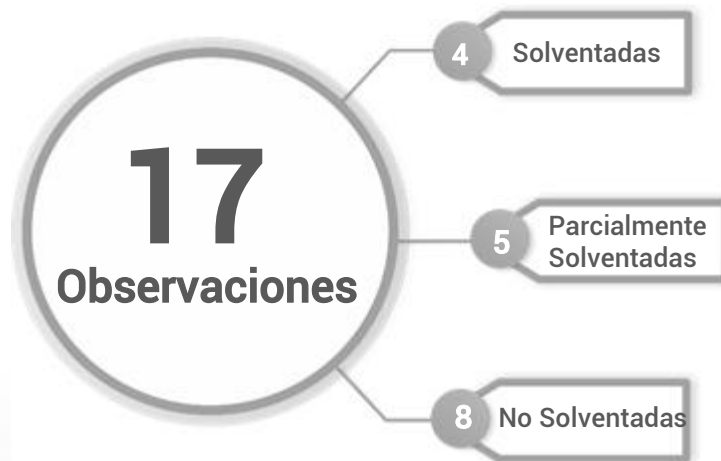 17
Observaciones
4
Solventadas
5
Parcialmente
Solventadas
8
No Solventadas